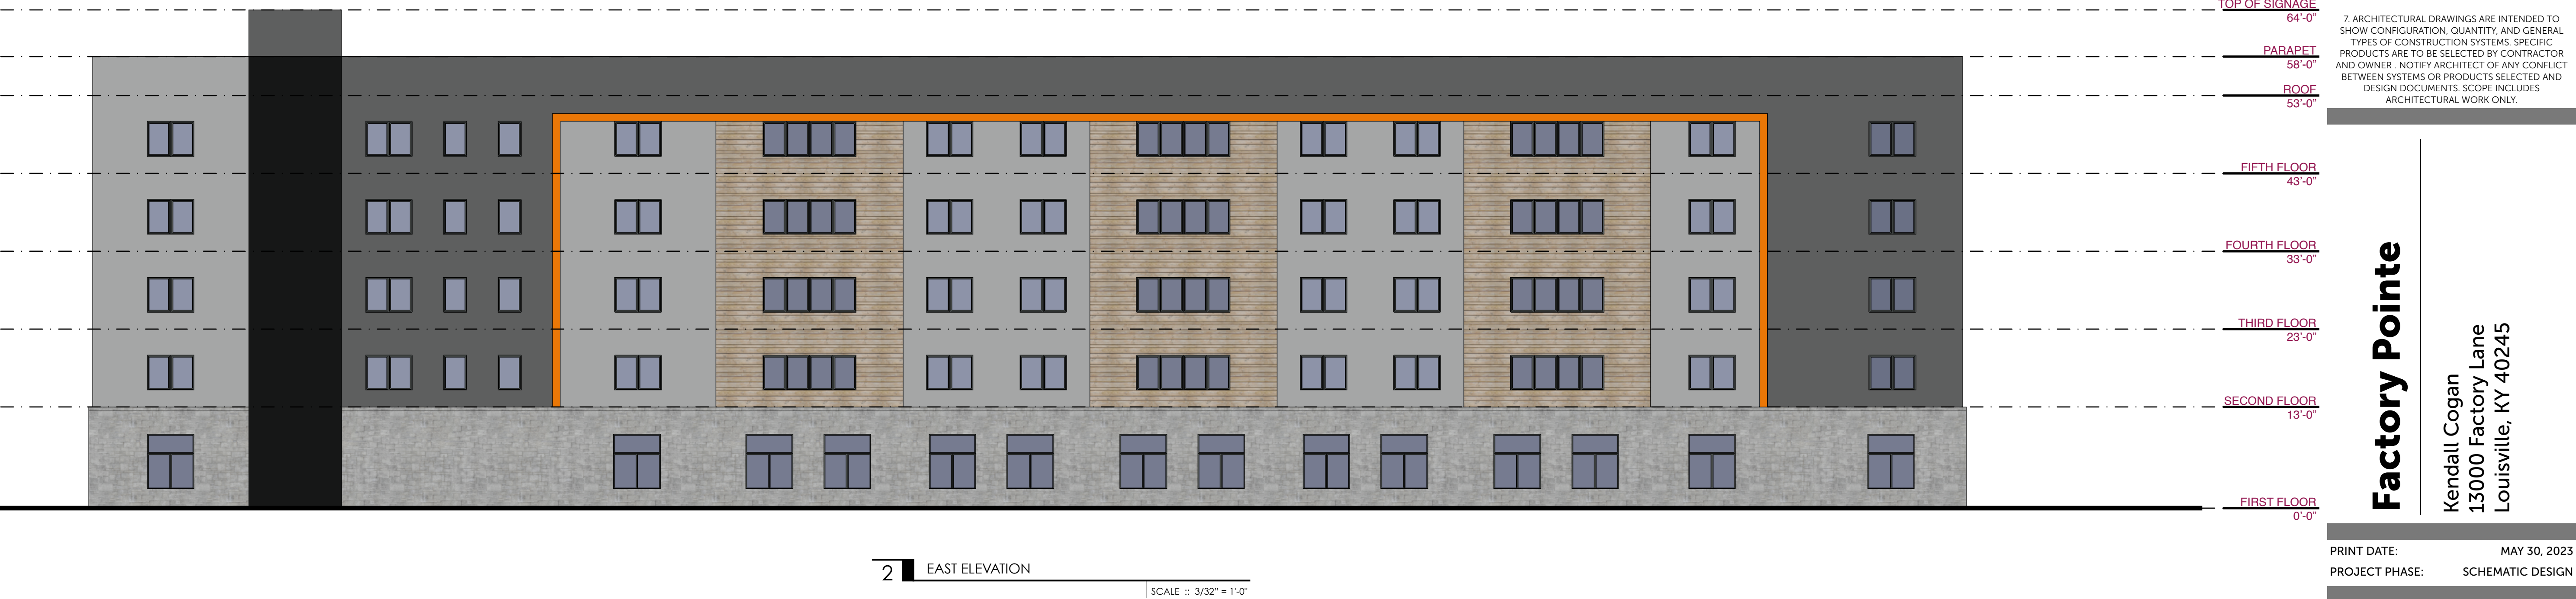 TOP OF SIGNAGE
64'-0"
PARAPET
58'-0"
ROOF
53'-0"
FIFTH FLOOR
43'-0"
FOURTH FLOOR
33'-0"
THIRD FLOOR
23'-0"
SECOND FLOOR
13'-0"
FIRST FLOOR
0'-0"
2
EAST ELEVATION
SCALE :: 3/32" = 1'-0"
7. ARCHITECTURAL DRAWINGS ARE INTENDED TO
SHOW CONFIGURATION, QUANTITY, AND GENERAL
TYPES OF CONSTRUCTION SYSTEMS. SPECIFIC
PRODUCTS ARE TO BE SELECTED BY CONTRACTOR
AND OWNER . NOTIFY ARCHITECT OF ANY CONFLICT
BETWEEN SYSTEMS OR PRODUCTS SELECTED AND
DESIGN DOCUMENTS. SCOPE INCLUDES
ARCHITECTURAL WORK ONLY.
Factory Pointe
Kendall Cogan
13000 Factory Lane
Louisville, KY 40245
PRINT DATE: MAY 30, 2023
PROJECT PHASE: SCHEMATIC DESIGN